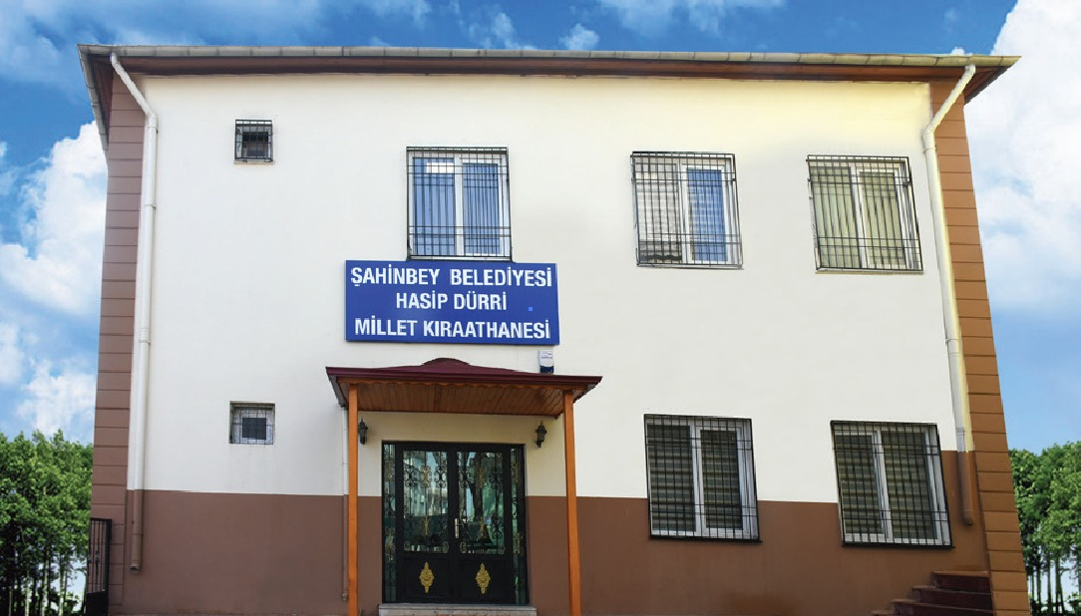 ŞAHİNBEY BELEDİYESİ
HASİP DÜRRİ
MİLLET KIRAATHANESİ